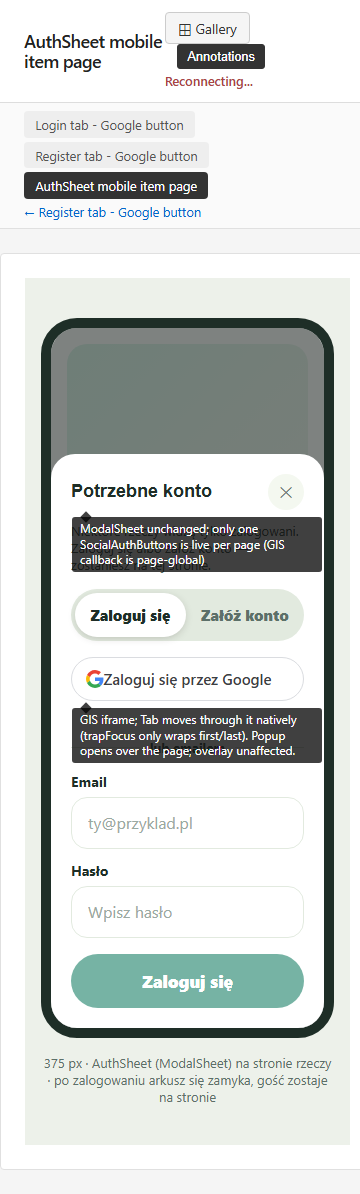 AuthSheet mobile
item page
Gallery
Annotations
Reconnecting...
Login tab - Google button
Register tab - Google button
AuthSheet mobile item page
← Register tab - Google button
Potrzebne konto
ModalSheet unchanged; only one
SocialAuthButtons is live per page (GIS
callback is page-global)
Zaloguj się
Załóż konto
Zaloguj się przez Google
GIS iframe; Tab moves through it natively
(trapFocus only wraps first/last). Popup
opens over the page; overlay unaffected.
Email
ty@przyklad.pl
Hasło
Wpisz hasło
Zaloguj się
375 px · AuthSheet (ModalSheet) na stronie rzeczy
· po zalogowaniu arkusz się zamyka, gość zostaje
na stronie